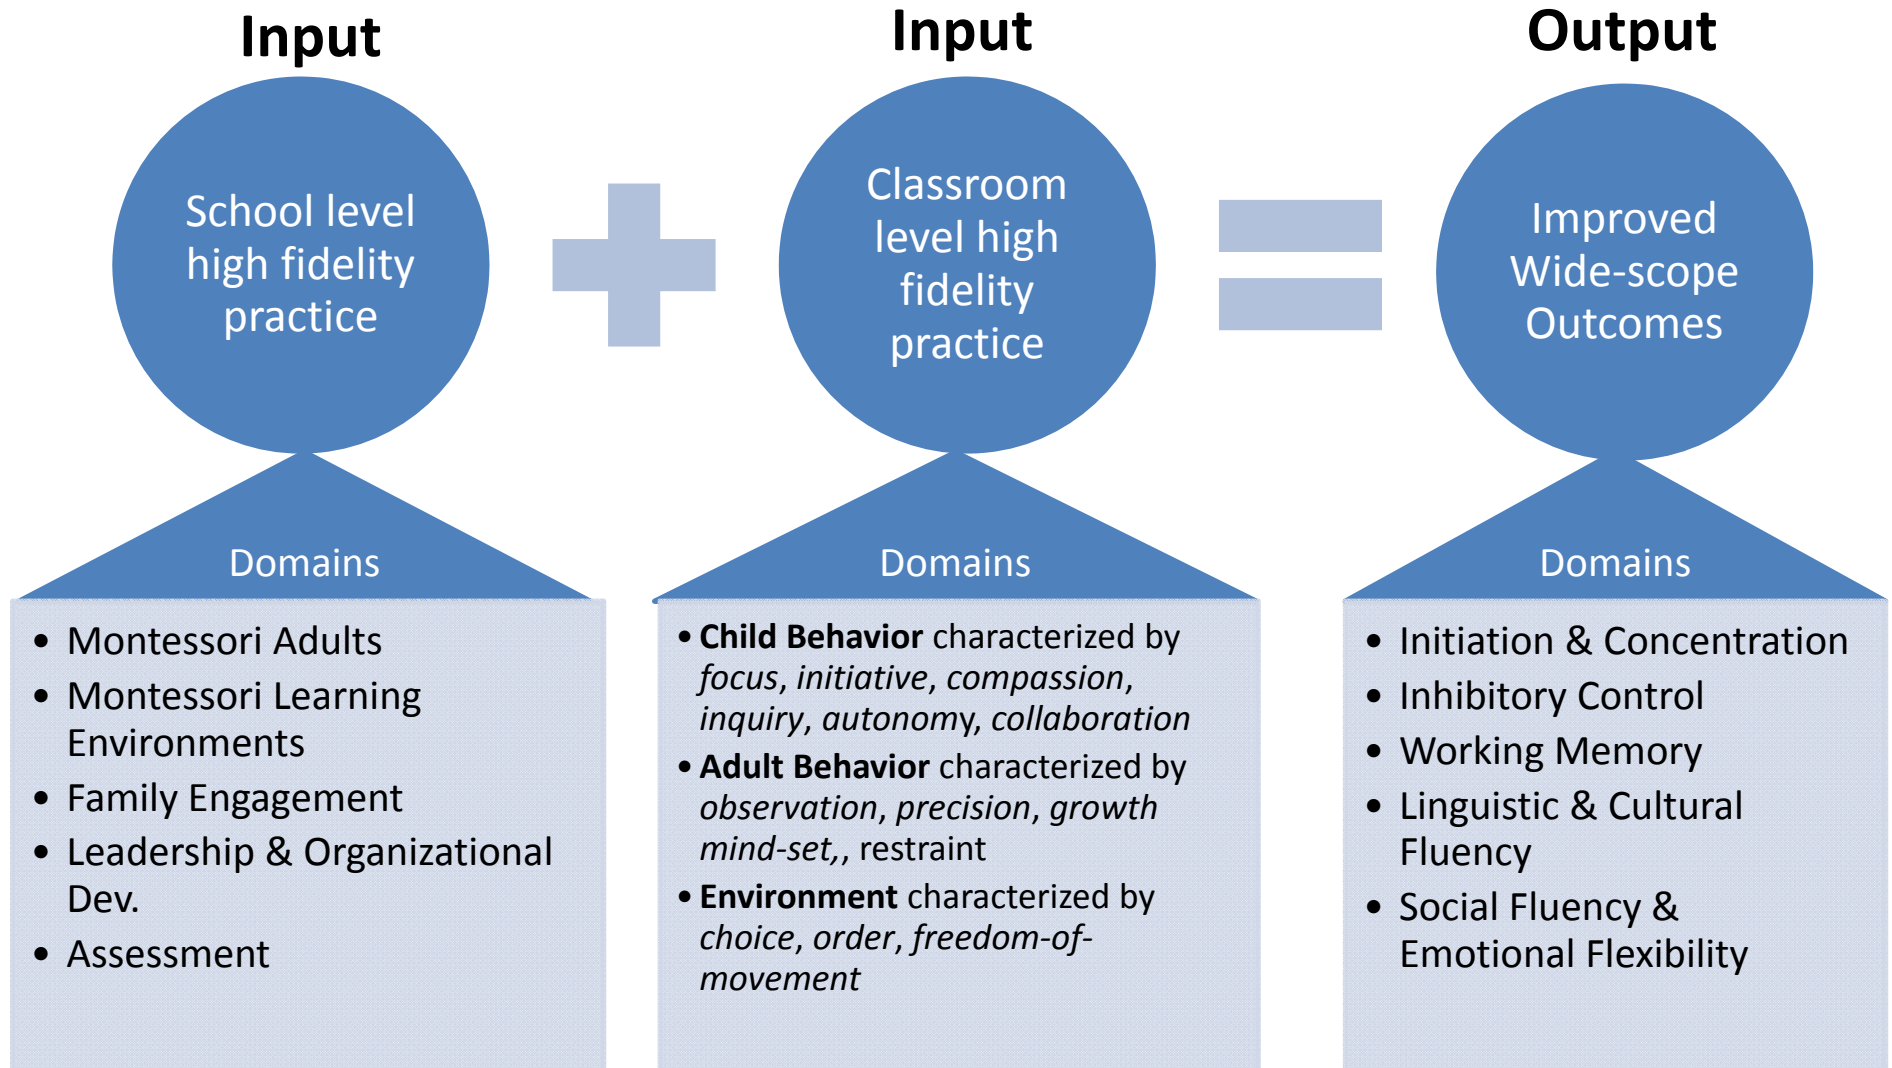 Input
School level
high fidelity
practice
Domains
• Montessori Adults
• Montessori Learning
Environments
• Family Engagement
• Leadership & Organizational
Dev.
• Assessment
Input
Classroom
level high
fidelity
practice
Domains
• Child Behavior characterized by
focus, initiative, compassion,
inquiry, autonomy, collaboration
• Adult Behavior characterized by
observation, precision, growth
mind-set,, restraint
• Environment characterized by
choice, order, freedom-of-
movement
Output
Improved
Wide-scope
Outcomes
Domains
• Initiation & Concentration
• Inhibitory Control
• Working Memory
• Linguistic & Cultural
Fluency
• Social Fluency &
Emotional Flexibility